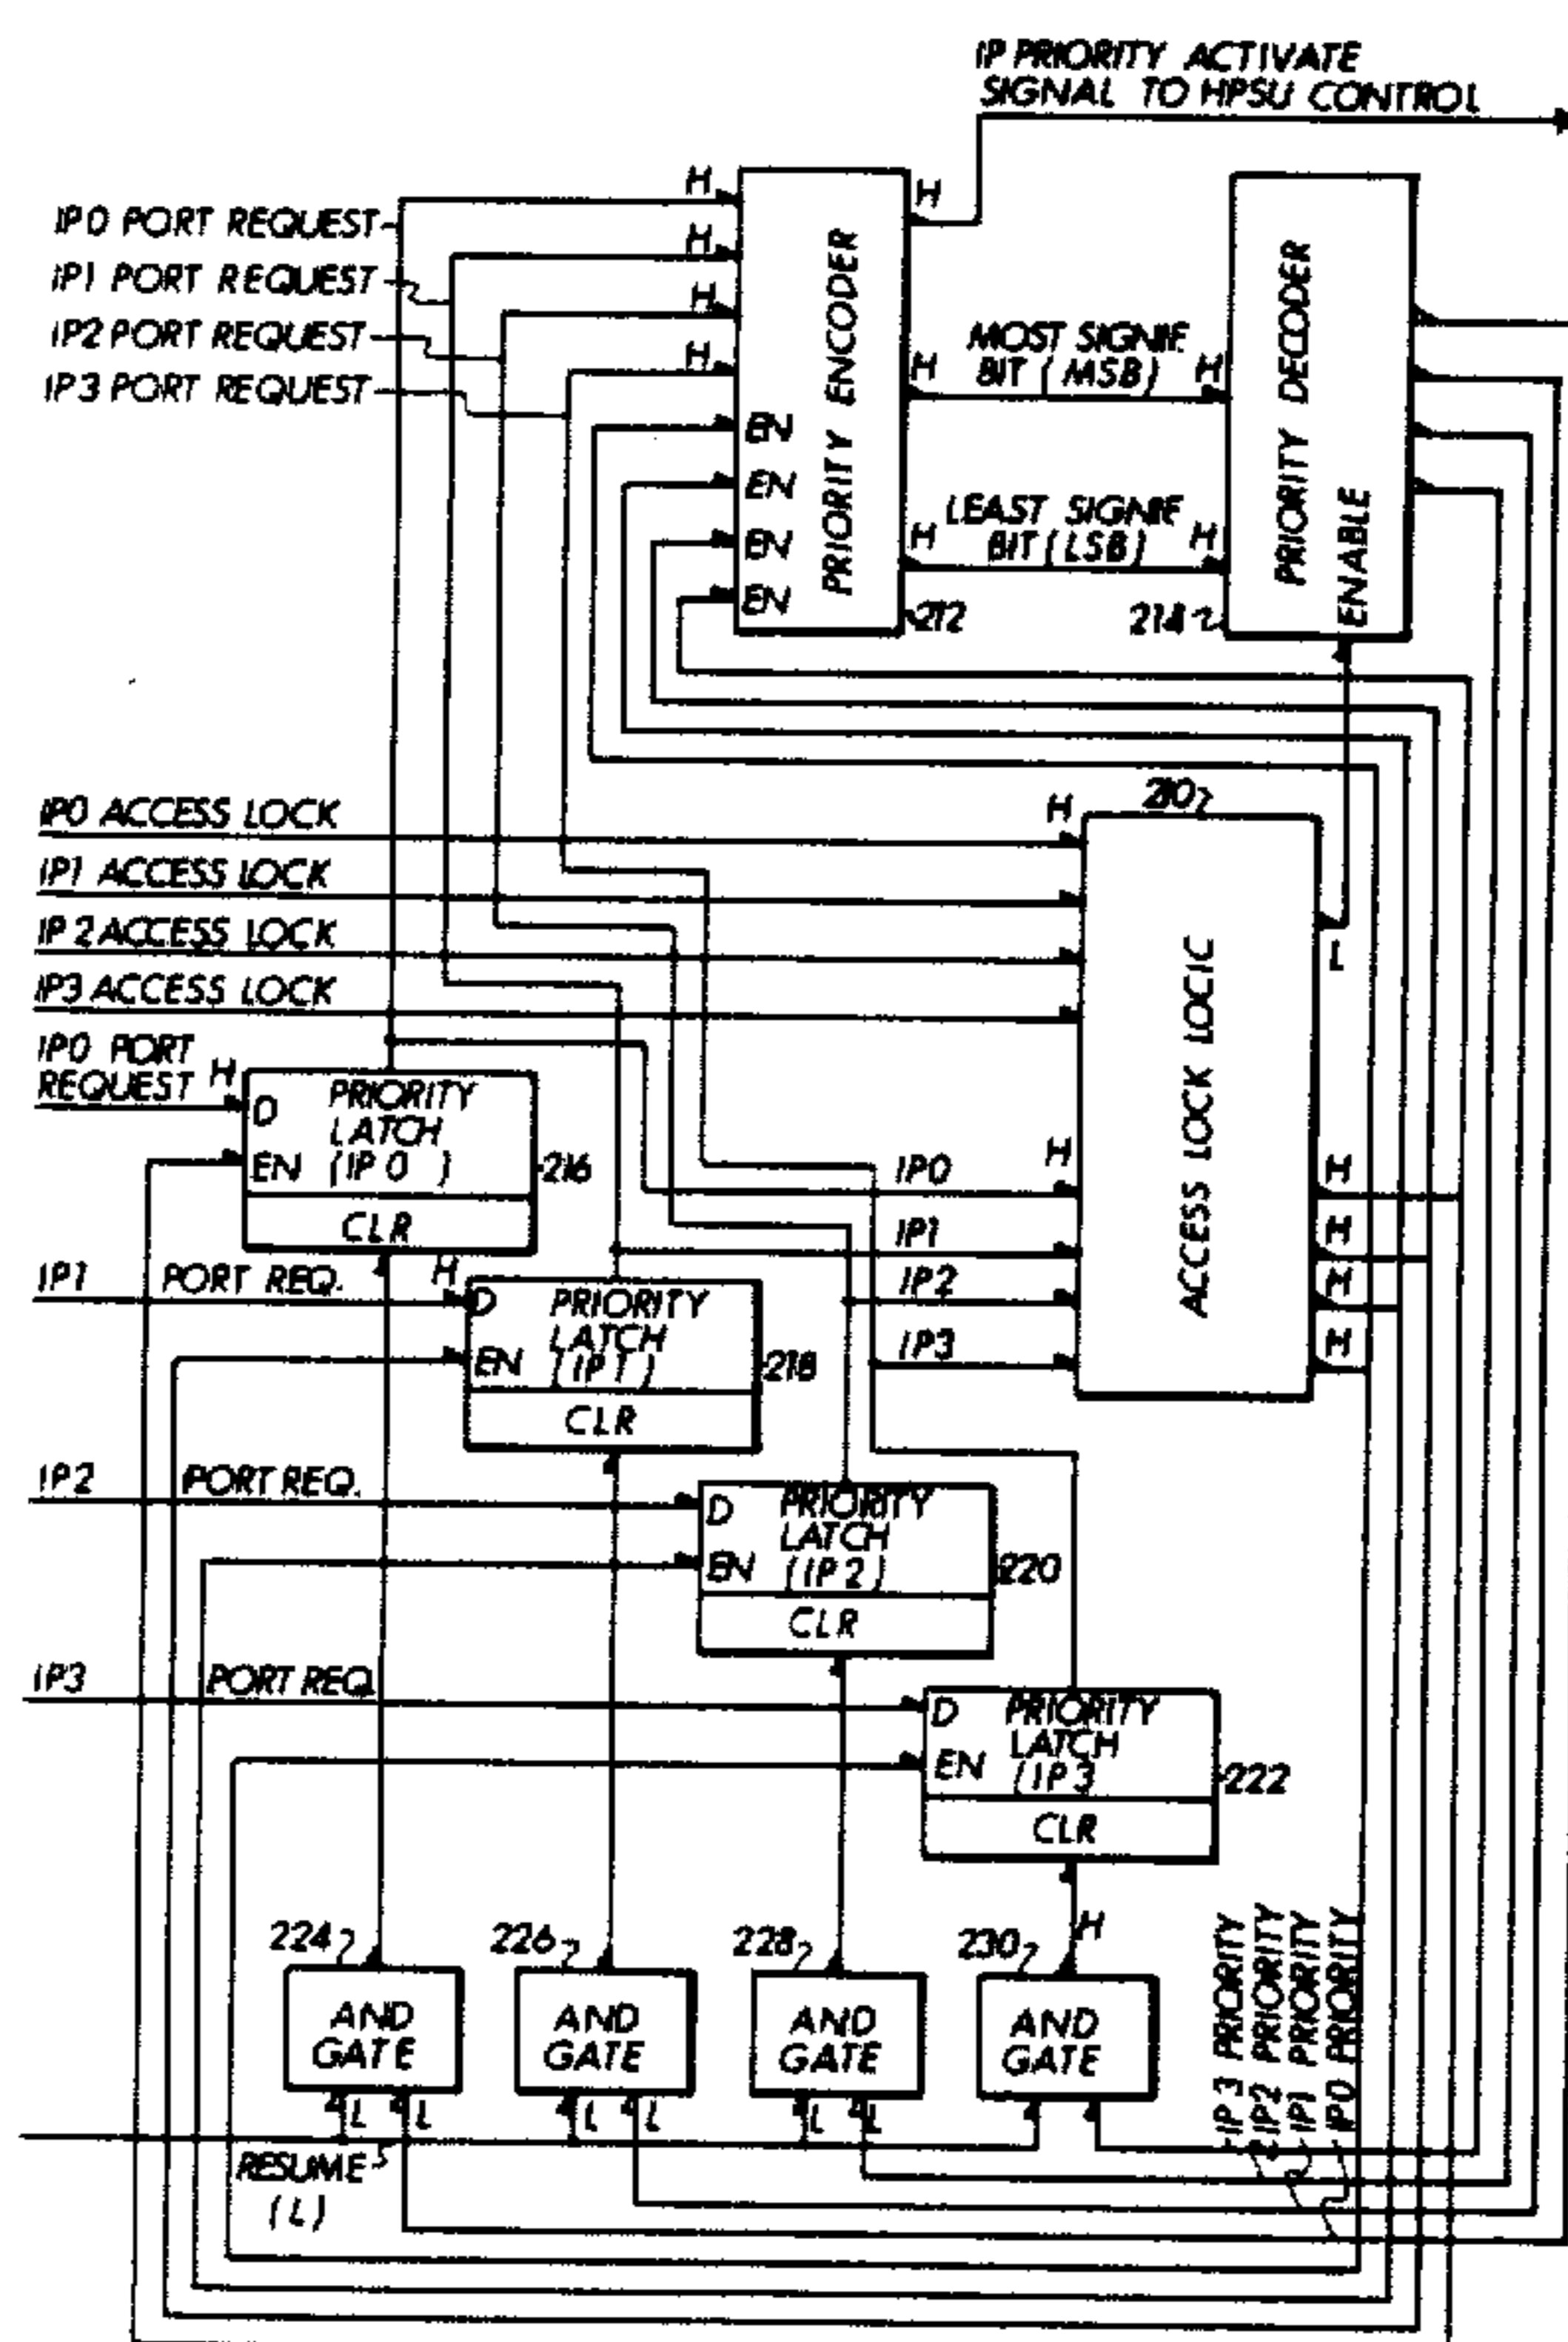 IP PRIORITY ACTIVATE
SIGNAL TO HPSU CONTROL
IP0 PORT REQUEST
IP1 PORT REQUEST
IP2 PORT REQUEST
IP3 PORT REQUEST
H
H
H
H
EN
EN
EN
EN
PRIORITY ENCODER
212
H
H
H
MOST SIGNIF.
BIT (MSB)
H
LEAST SIGNIF
BIT (LSB)
H
214
PRIORITY DECODER
ENABLE
IP0 ACCESS LOCK
IP1 ACCESS LOCK
IP2 ACCESS LOCK
IP3 ACCESS LOCK
H
210
ACCESS LOCK LOGIC
L
H
IP0
IP1
IP2
IP3
H
H
H
H
IP0 PORT
REQUEST
H
D
EN
PRIORITY
LATCH
(IP0)
CLR
216
IP1 PORT REQ.
H
D
EN
PRIORITY
LATCH
(IP1)
CLR
218
IP2 PORT REQ.
D
EN
PRIORITY
LATCH
(IP2)
CLR
220
IP3 PORT REQ.
D
EN
PRIORITY
LATCH
(IP3
CLR
222
224
AND
GATE
L
L
226
AND
GATE
L
L
228
AND
GATE
L
L
230
H
AND
GATE
RESUME
(L)
IP3 PRIORITY
IP2 PRIORITY
IP1 PRIORITY
IP0 PRIORITY